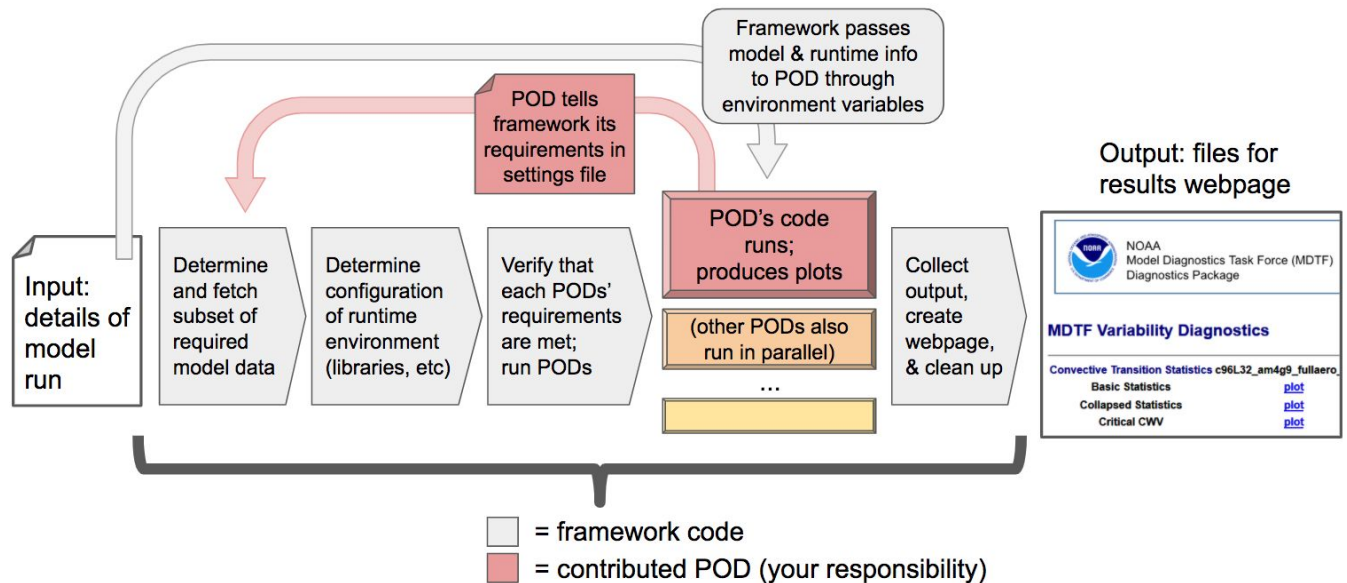 Framework passes
model & runtime info
to POD through
environment variables
POD tells
framework its
requirements in
settings file
Output: files for
results webpage
Input:
details of
model
run
Determine
and fetch
subset of
required
model data
Determine
configuration
of runtime
environment
(libraries, etc)
Verify that
each PODs'
requirements
are met;
run PODs
POD's code
runs;
produces plots
(other PODs also
run in parallel)
...
Collect
output,
create
webpage,
& clean up
NOAA
NOAA
Model Diagnostics Task Force (MDTF)
Diagnostics Package
MDTF Variability Diagnostics
Convective Transition Statistics c96L32_am4g9_fullaero_
Basic Statistics plot
Collapsed Statistics plot
Critical CWV plot
= framework code
= contributed POD (your responsibility)